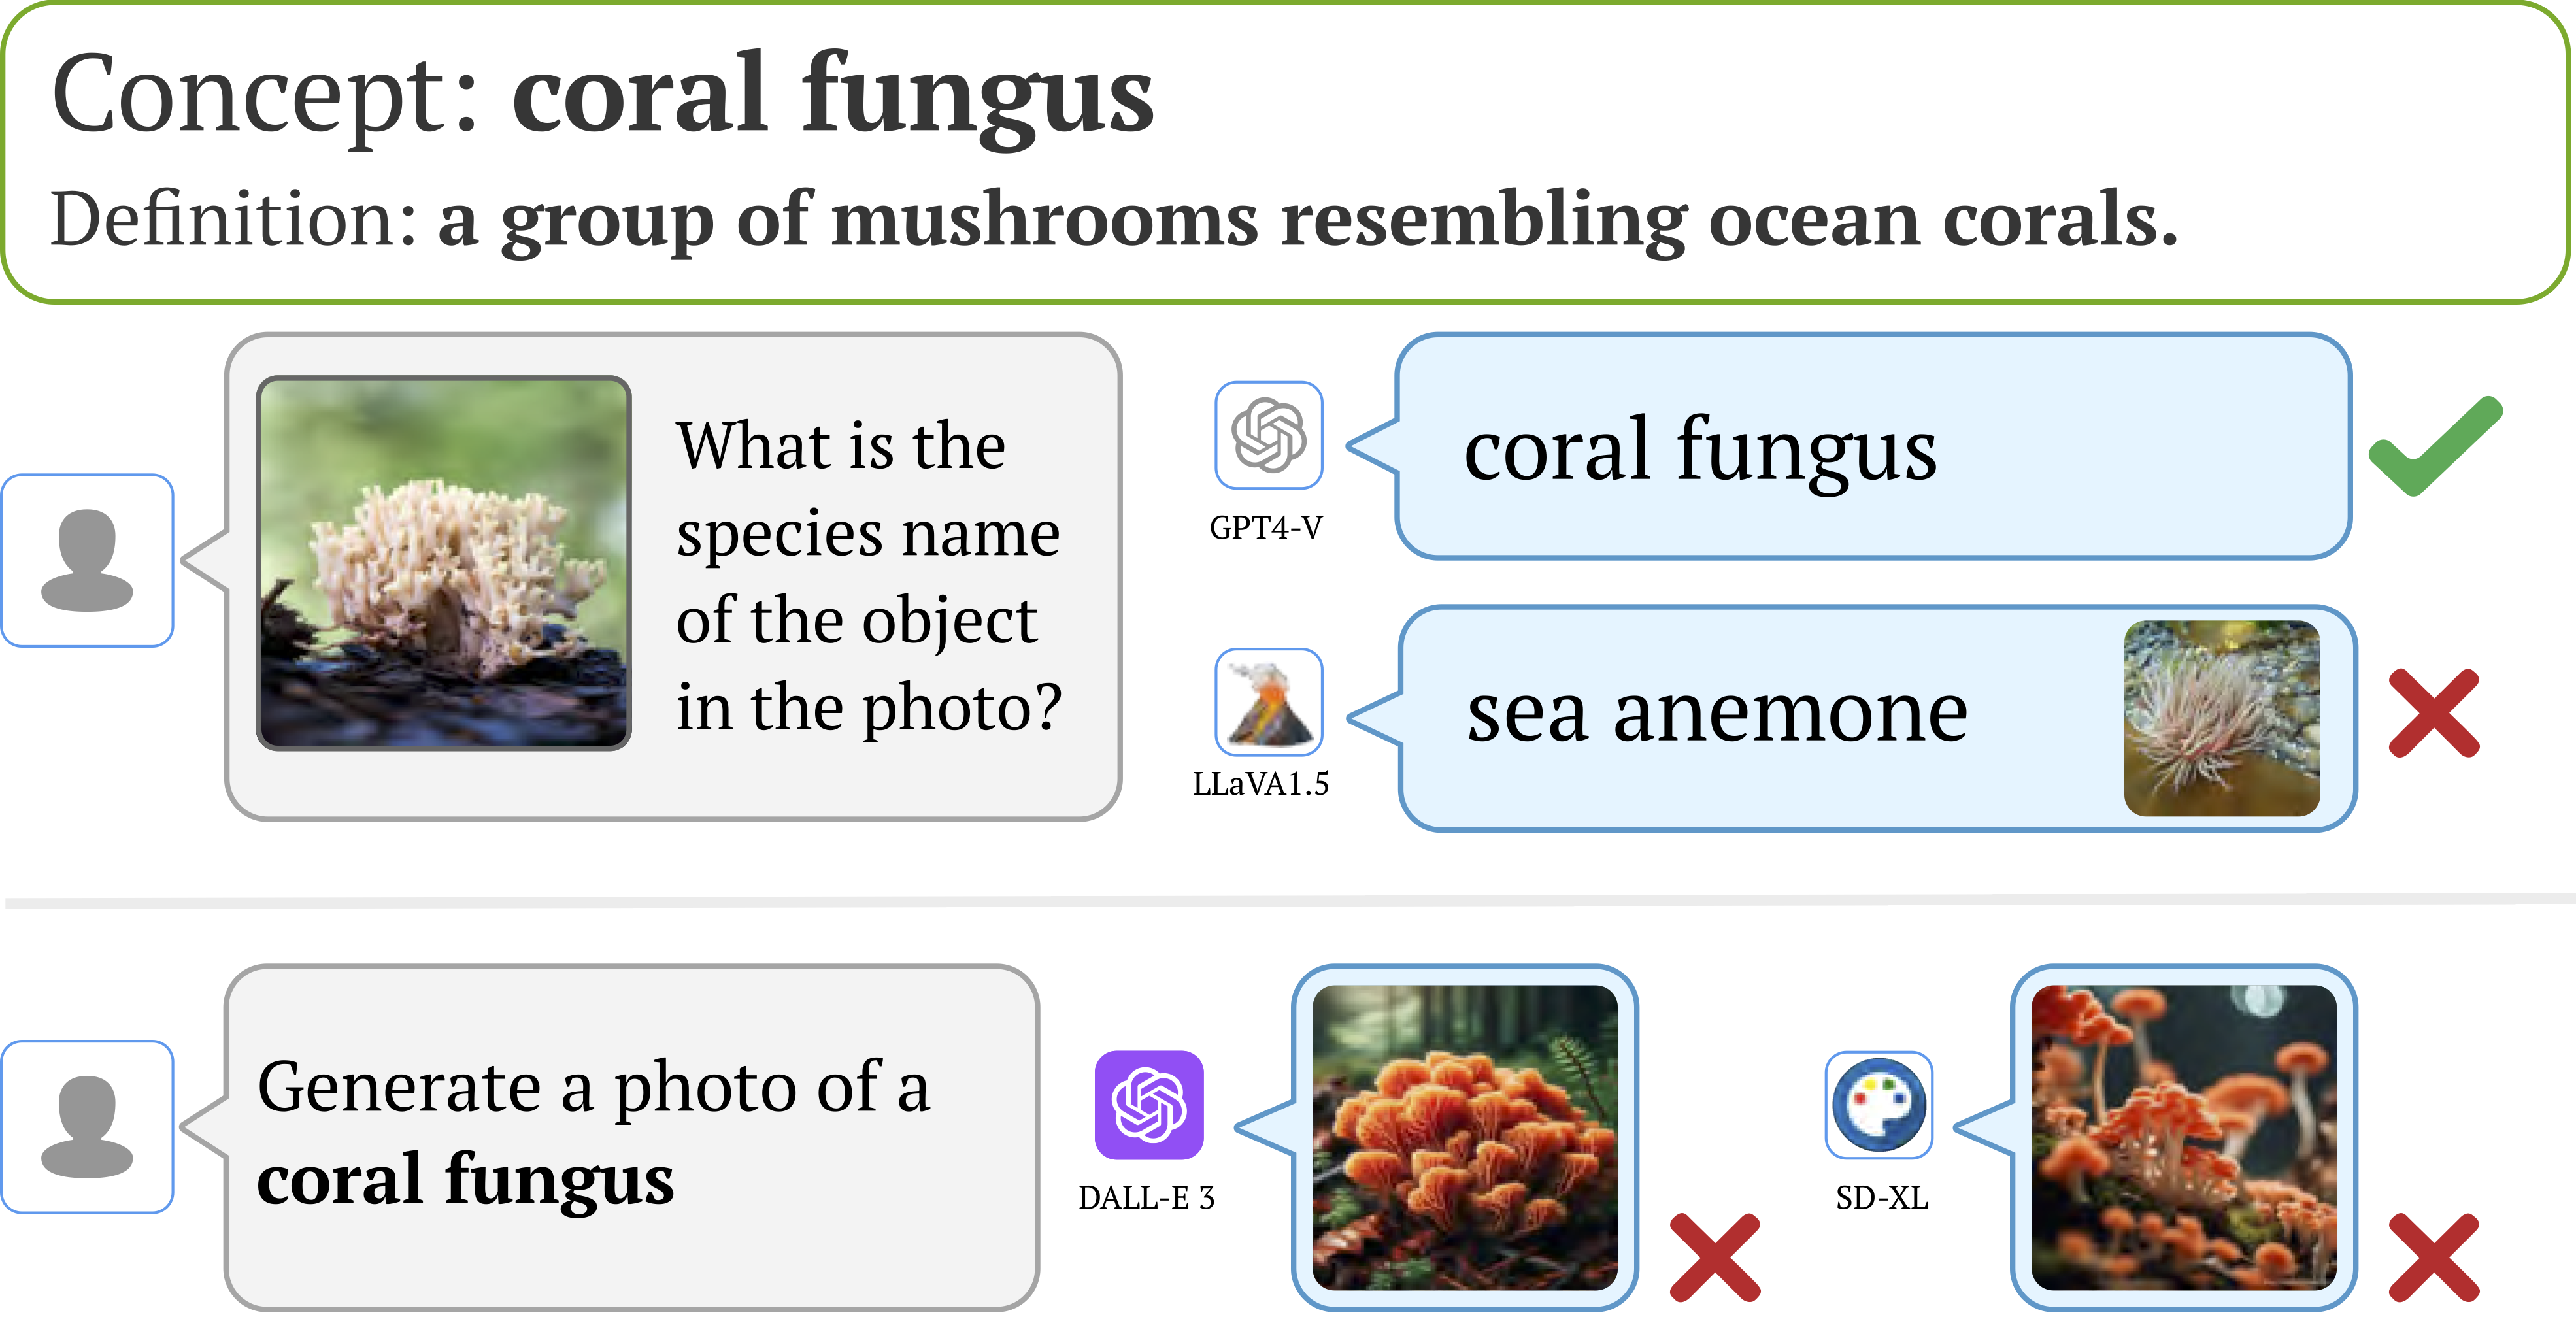 Concept: coral fungus
Definition: a group of mushrooms resembling ocean corals.
What is the
species name
of the object
in the photo?
coral fungus
GPT4-V
sea anemone
LLaVA1.5
Generate a photo of a
coral fungus
DALL-E 3
SD-XL